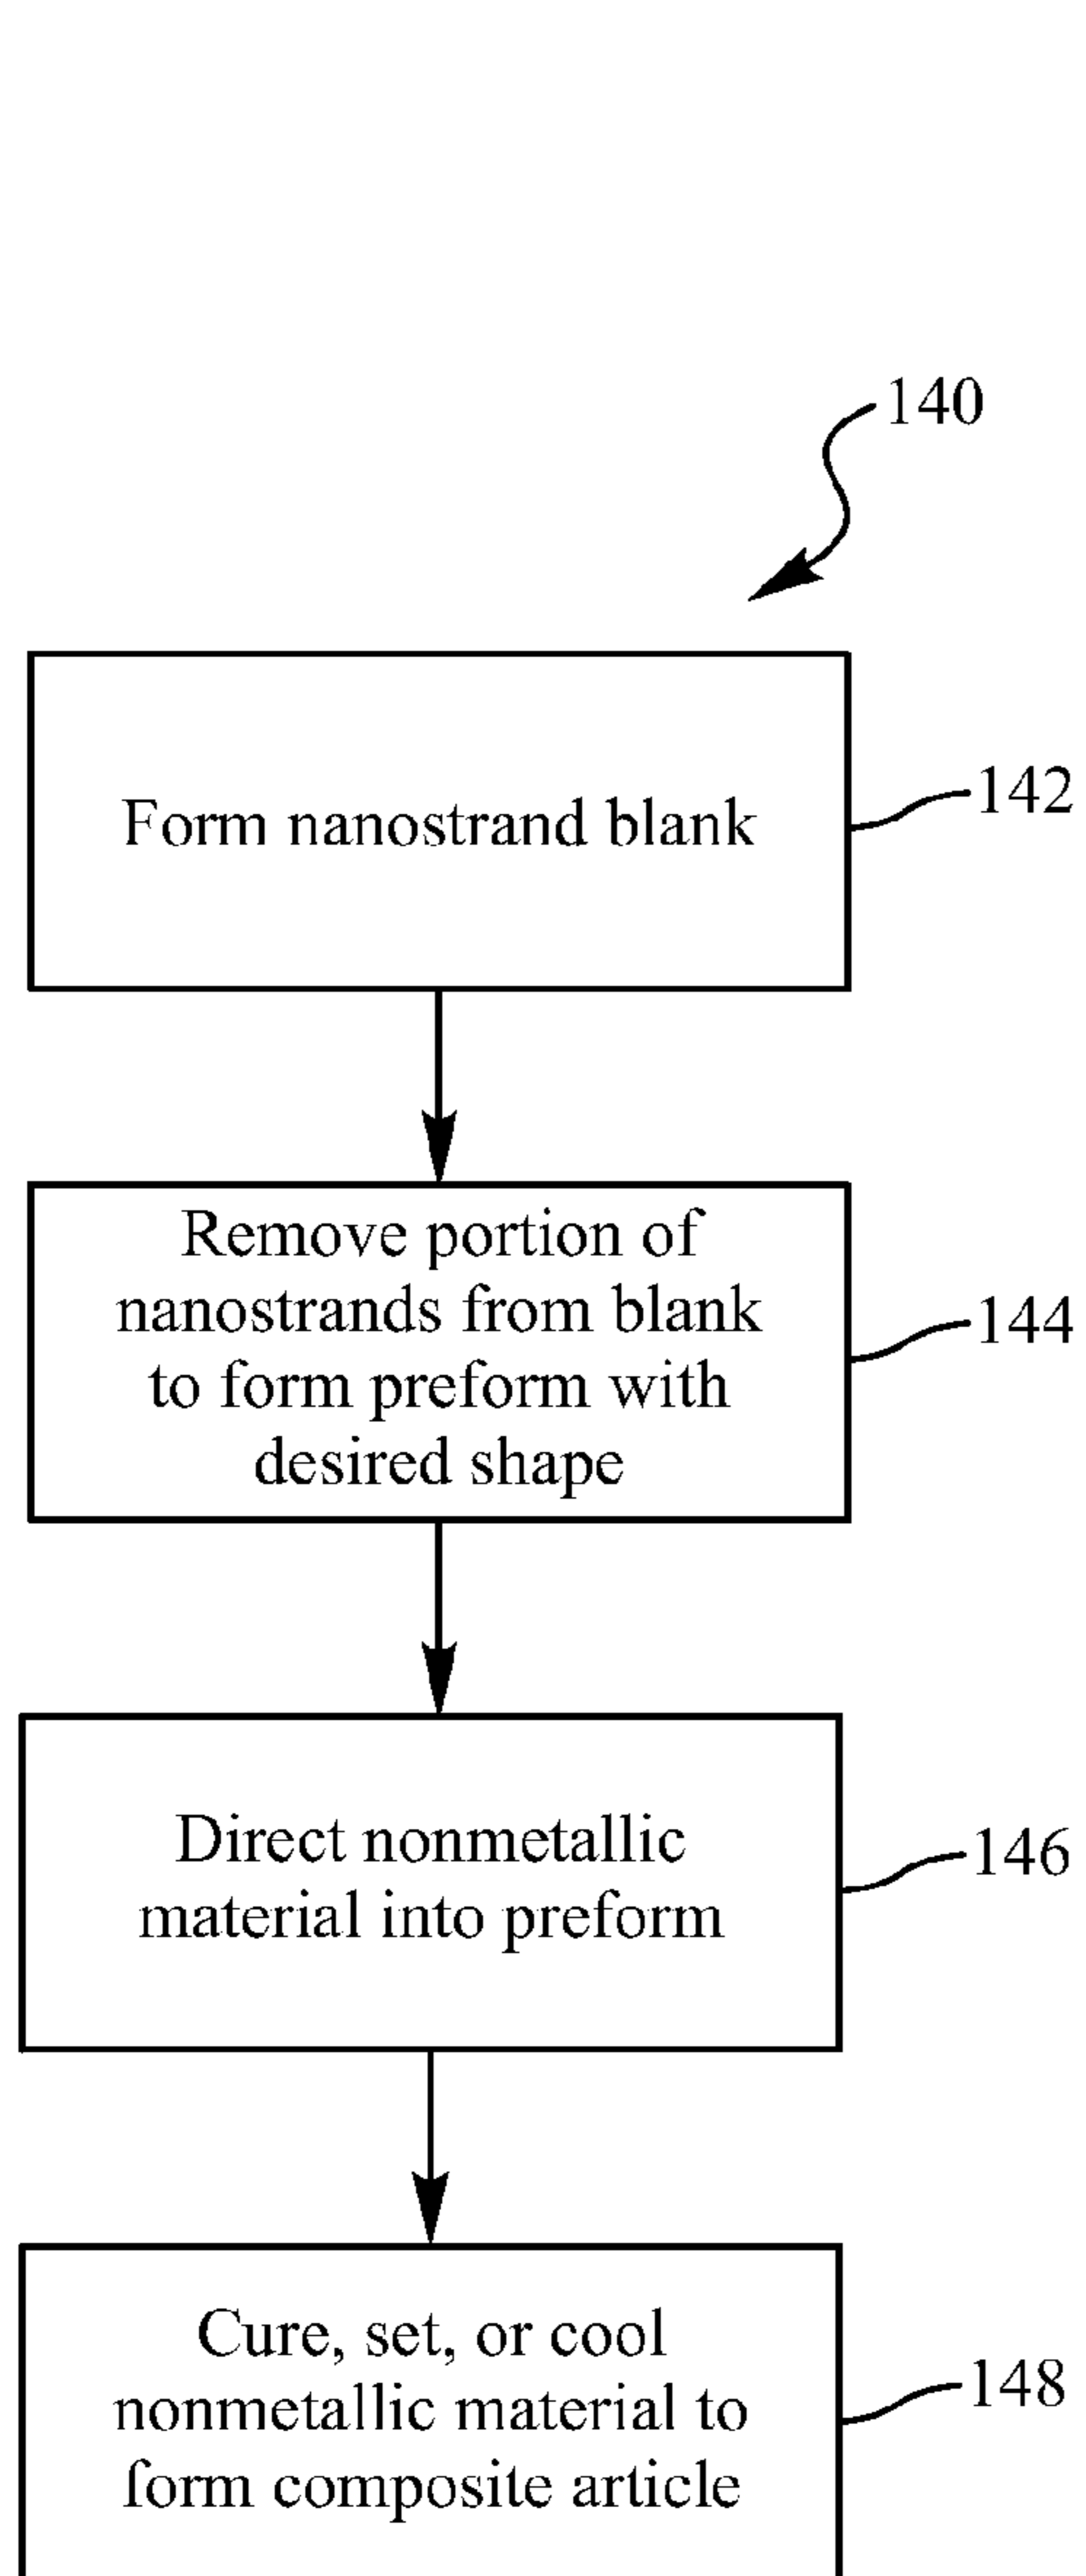 140
Form nanostrand blank
142
Remove portion of
nanostrands from blank
to form preform with
desired shape
144
Direct nonmetallic
material into preform
146
Cure, set, or cool
nonmetallic material to
form composite article
148